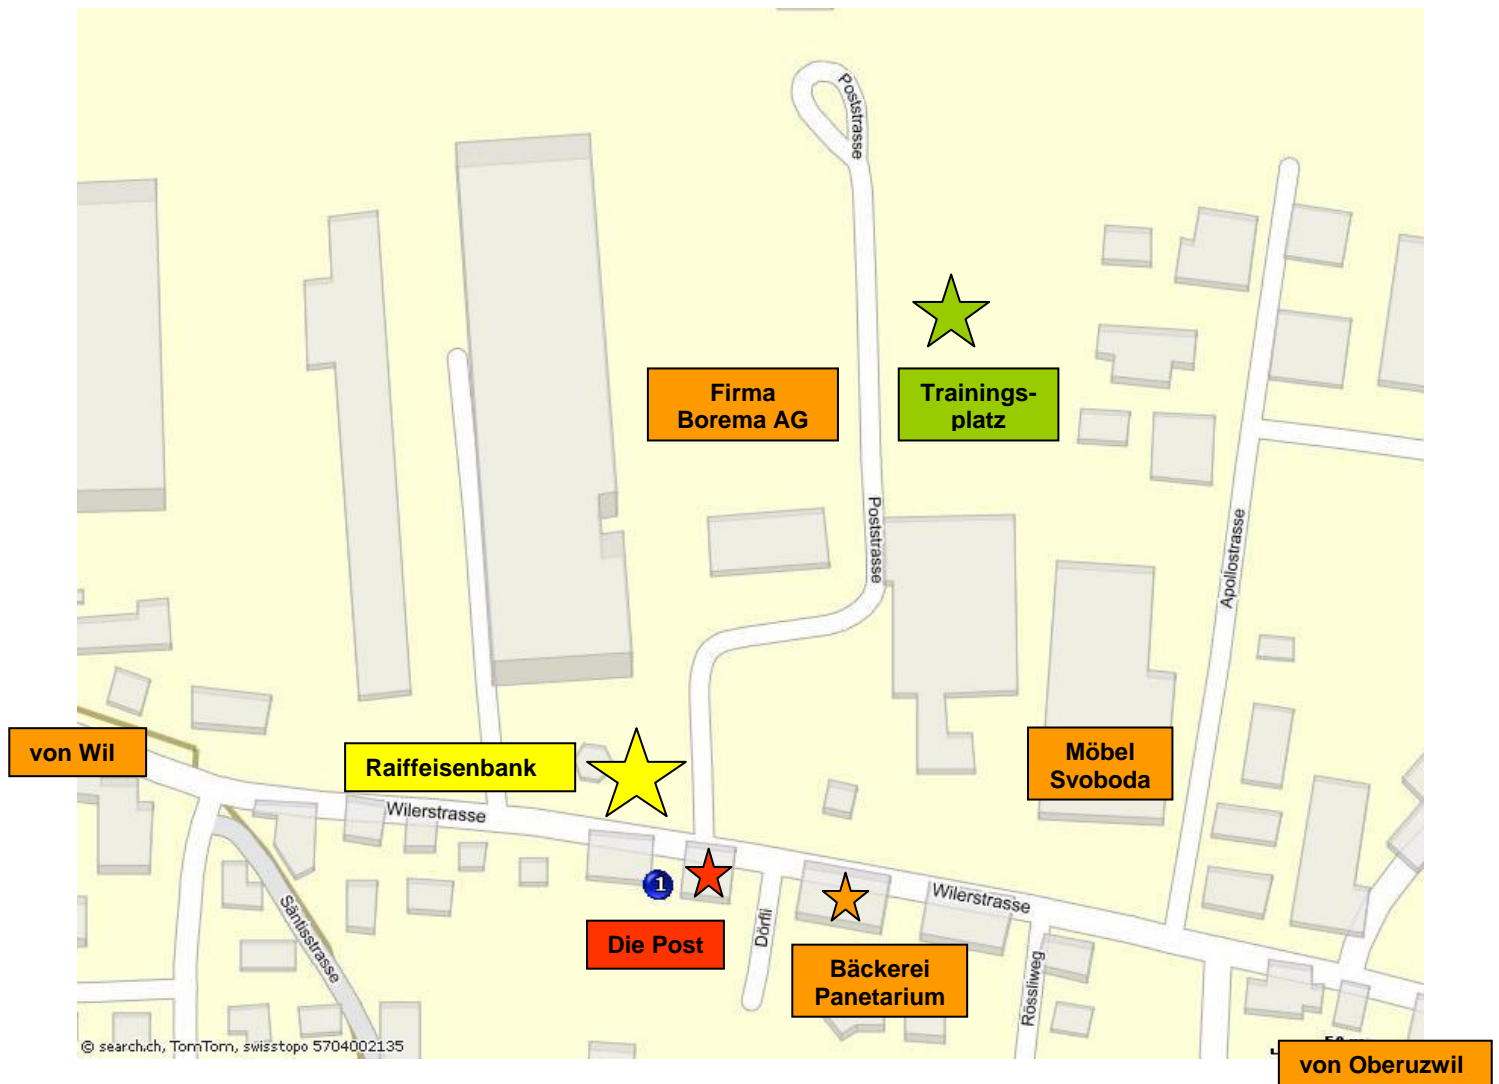 Poststrasse
Firma
Borema AG
Trainings-
platz
Poststrasse
Apollostrasse
von Wil
Raiffeisenbank
Möbel
Svoboda
Wilerstrasse
1
Wilerstrasse
Säntisstrasse
Die Post
Dörfli
Bäckerei
Panetarium
Rössliweg
© search.ch, TomTom, swisstopo 5704002135
von Oberuzwil